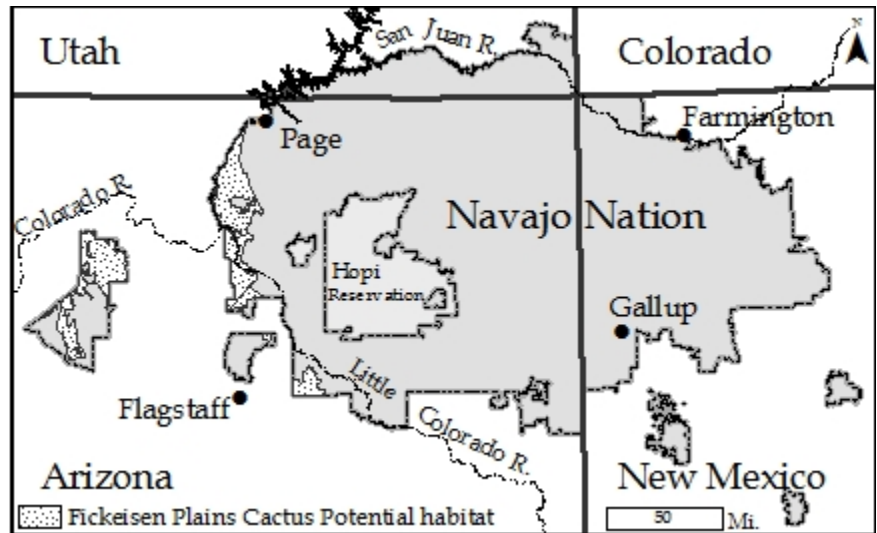 Utah
San Juan R.
Colorado
N
Page
Farmington
Colorado R.
Navajo Nation
Hopi
Reservation
Gallup
Little
Colorado R.
Flagstaff
Arizona
New Mexico
Fickeisen Plains Cactus Potential habitat
50
Mi.